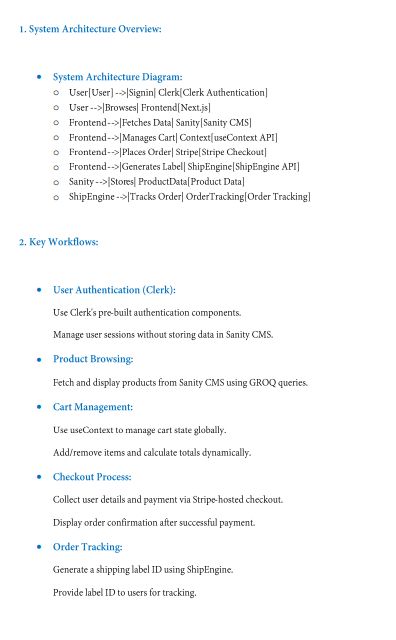 1. System Architecture Overview:
• System Architecture Diagram:
o User[User] -->|Signin| Clerk[Clerk Authentication]
o User -->|Browses| Frontend[Next.js]
o Frontend-->|Fetches Data| Sanity[Sanity CMS]
o Frontend-->|Manages Cart| Context[useContext API]
o Frontend-->|Places Order| Stripe[Stripe Checkout]
o Frontend-->|Generates Label| ShipEngine[ShipEngine API]
o Sanity-->|Stores| ProductData[Product Data]
o ShipEngine-->|Tracks Order| OrderTracking[Order Tracking]
2. Key Workflows:
• User Authentication (Clerk):
Use Clerk's pre-built authentication components.
Manage user sessions without storing data in Sanity CMS.
• Product Browsing:
Fetch and display products from Sanity CMS using GROQ queries.
• Cart Management:
Use useContext to manage cart state globally.
Add/remove items and calculate totals dynamically.
• Checkout Process:
Collect user details and payment via Stripe-hosted checkout.
Display order confirmation after successful payment.
• Order Tracking:
Generate a shipping label ID using ShipEngine.
Provide label ID to users for tracking.